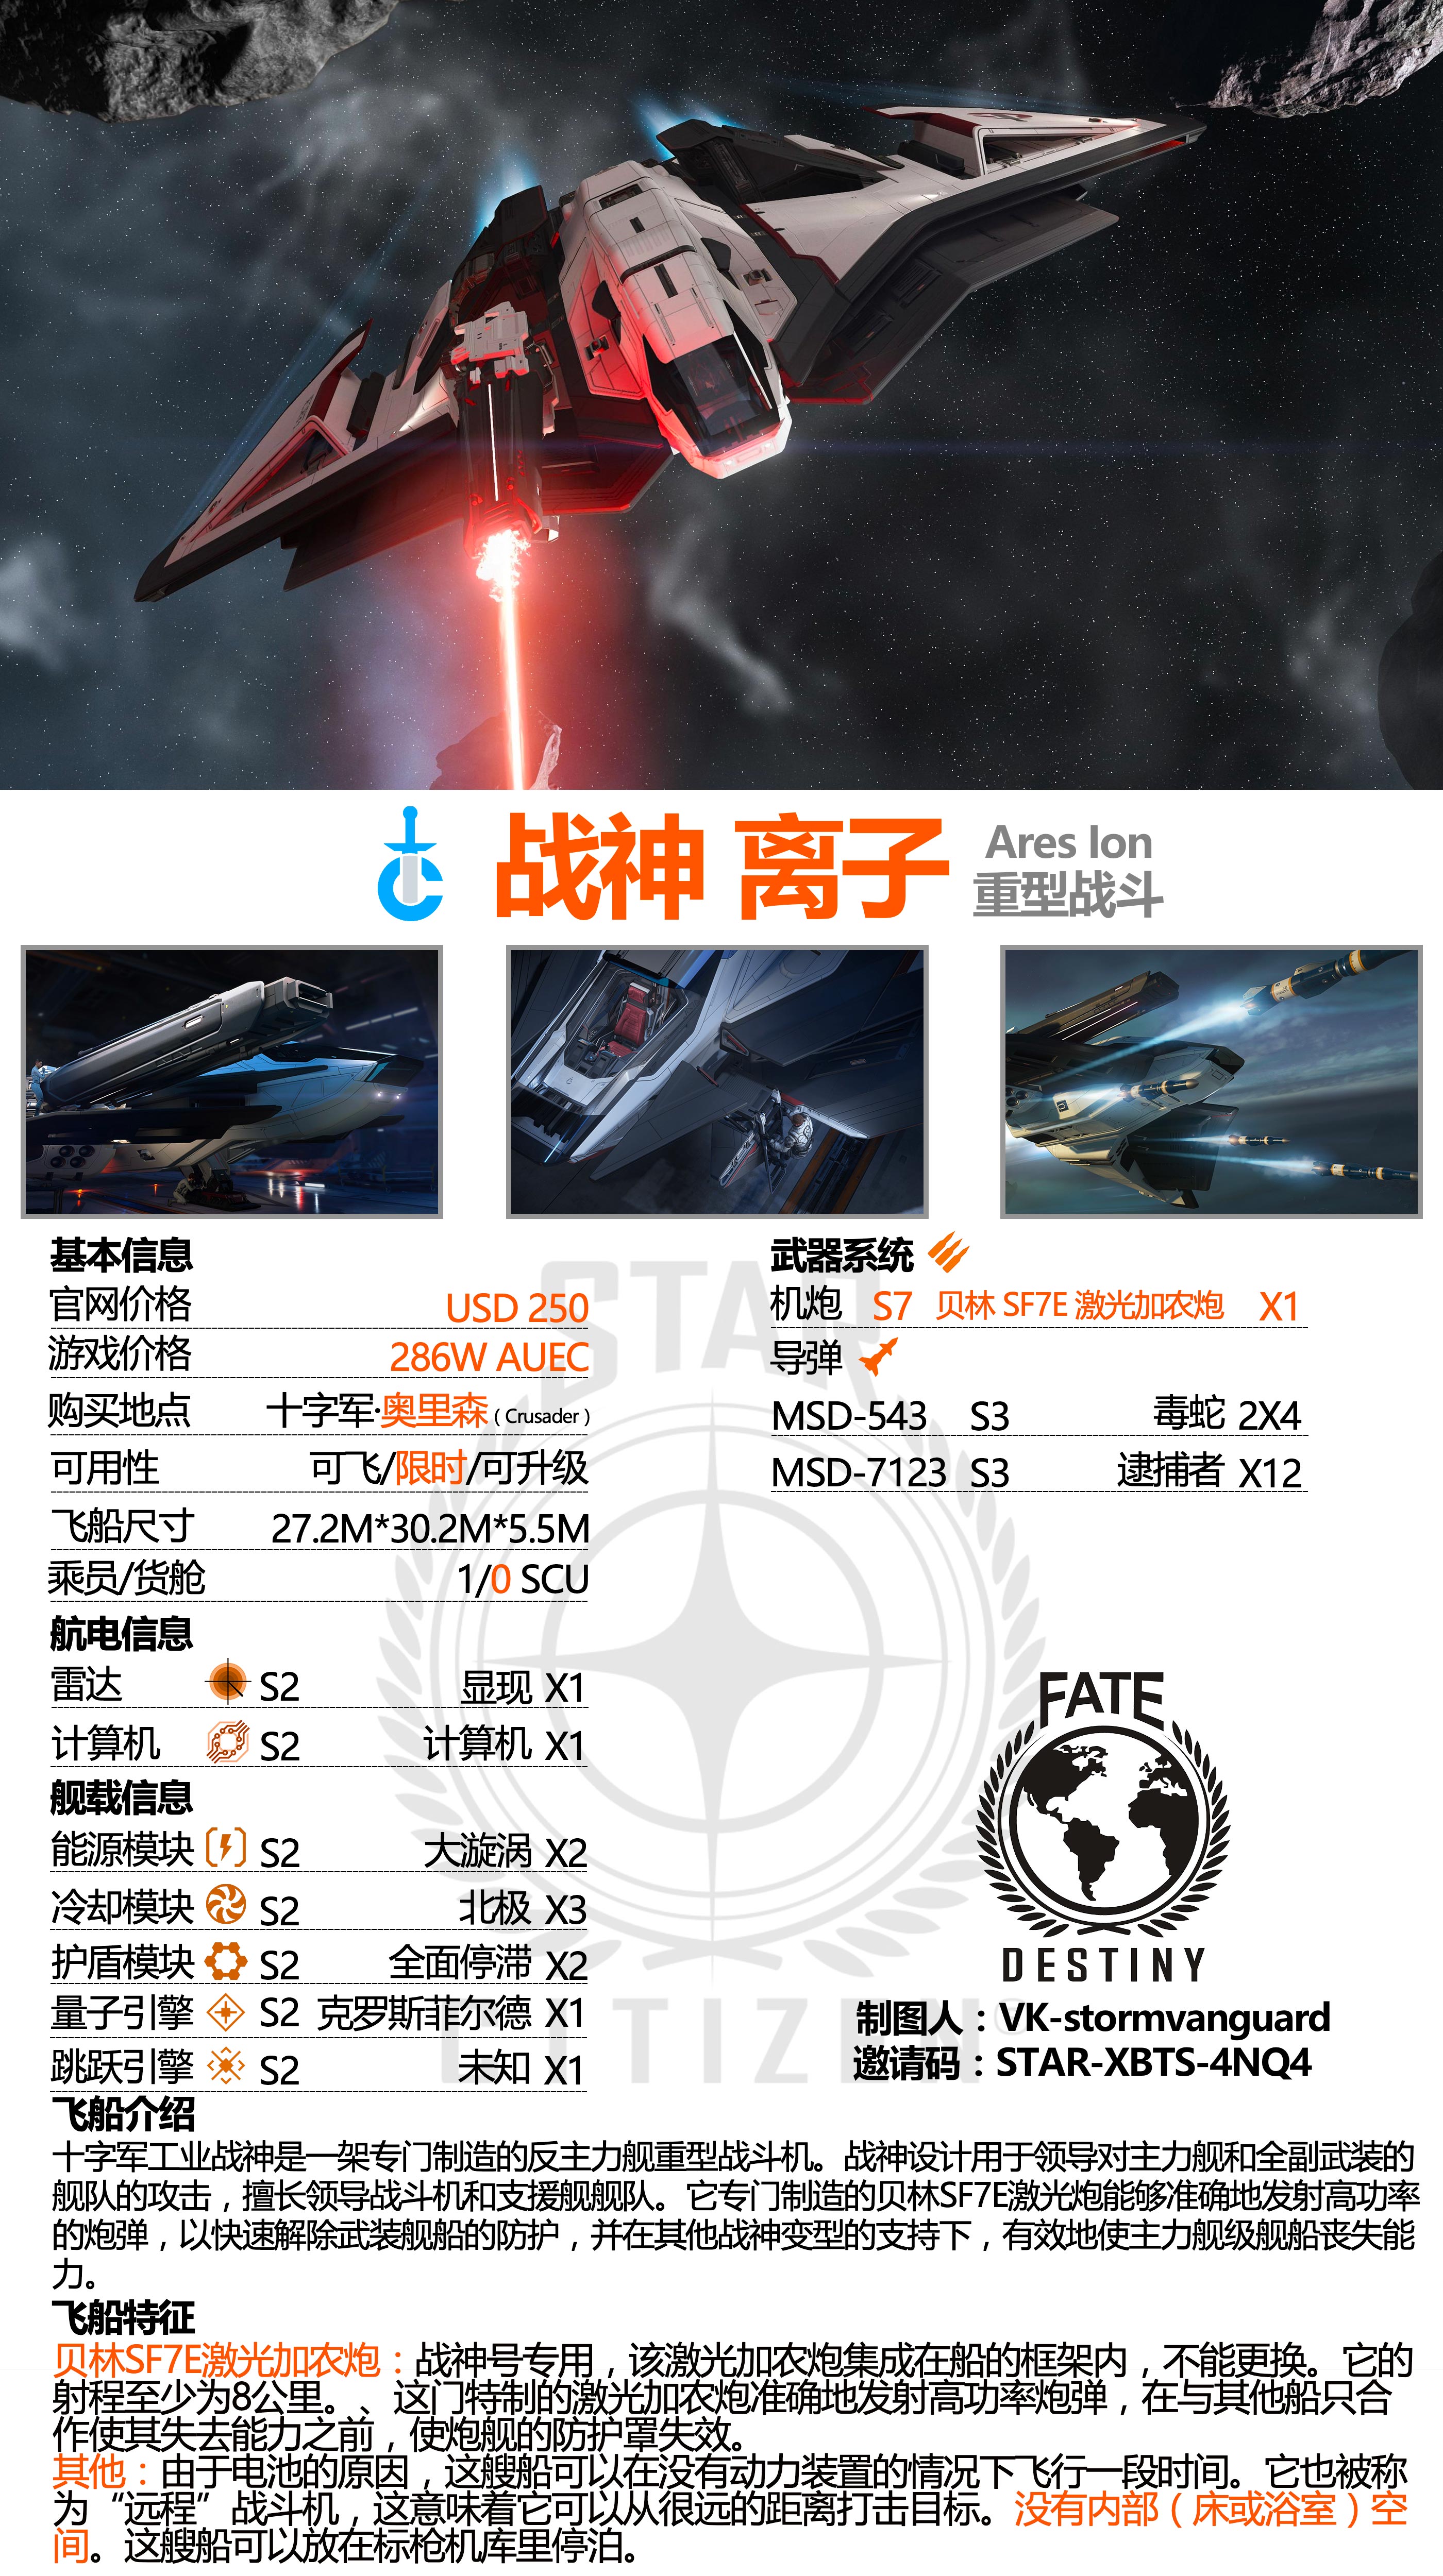 战神 离子
Ares Ion
重型战斗
基本信息
官网价格 USD 250
游戏价格 286W AUEC
购买地点 十字军·奥里森（Crusader）
可用性 可飞/限时/可升级
飞船尺寸 27.2M*30.2M*5.5M
乘员/货舱 1/0 SCU
航电信息
雷达 S2 显现 X1
计算机 S2 计算机 X1
舰载信息
能源模块 S2 大漩涡 X2
冷却模块 S2 北极 X3
护盾模块 S2 全面停滞 X2
量子引擎 S2 克罗斯菲尔德 X1
跳跃引擎 S2 未知 X1
武器系统
机炮 S7 贝林 SF7E 激光加农炮 X1
导弹
MSD-543 S3 毒蛇 2X4
MSD-7123 S3 逮捕者 X12
STAR
CITIZEN
FATE
DESTINY
制图人：VK-stormvanguard
邀请码：STAR-XBTS-4NQ4
飞船介绍
十字军工业战神是一架专门制造的反主力舰重型战斗机。战神设计用于领导对主力舰和全副武装的
舰队的攻击，擅长领导战斗机和支援舰舰队。它专门制造的贝林SF7E激光炮能够准确地发射高功率
的炮弹，以快速解除武装舰船的防护，并在其他战神变型的支持下，有效地使主力舰级舰船丧失能
力。
飞船特征
贝林SF7E激光加农炮：战神号专用，该激光加农炮集成在船的框架内，不能更换。它的
射程至少为8公里。、这门特制的激光加农炮准确地发射高功率炮弹，在与其他船只合
作使其失去能力之前，使炮舰的防护罩失效。
其他：由于电池的原因，这艘船可以在没有动力装置的情况下飞行一段时间。它也被称
为“远程”战斗机，这意味着它可以从很远的距离打击目标。没有内部（床或浴室）空
间。这艘船可以放在标枪机库里停泊。